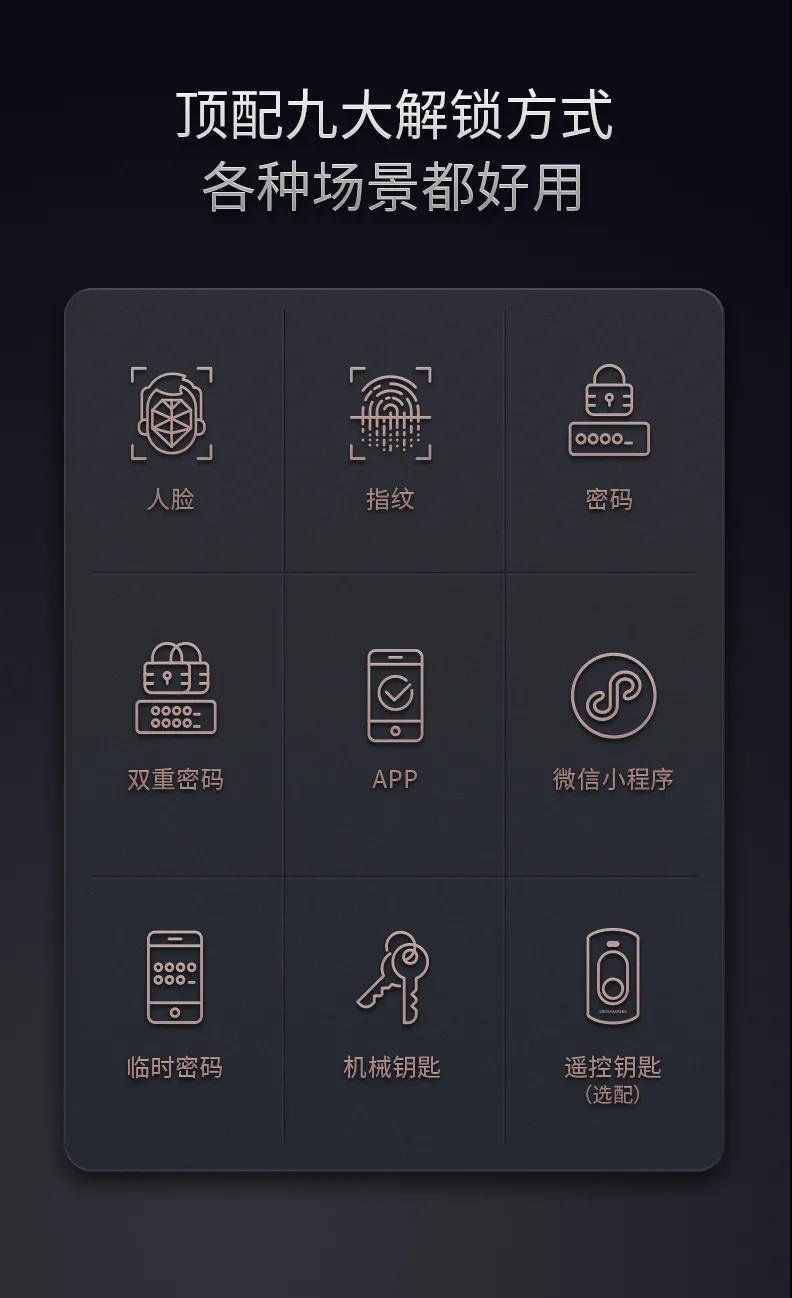 顶配九大解锁方式
各种场景都好用
人脸
指纹
密码
双重密码
APP
微信小程序
临时密码
机械钥匙
遥控钥匙
（选配）